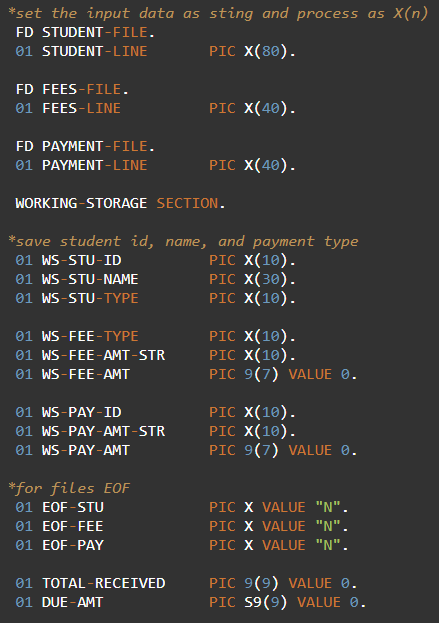 *set the input data as sting and process as X(n)
FD STUDENT-FILE.
01 STUDENT-LINE PIC X(80).
FD FEES-FILE.
01 FEES-LINE PIC X(40).
FD PAYMENT-FILE.
01 PAYMENT-LINE PIC X(40).
WORKING-STORAGE SECTION.
*save student id, name, and payment type
01 WS-STU-ID PIC X(10).
01 WS-STU-NAME PIC X(30).
01 WS-STU-TYPE PIC X(10).
01 WS-FEE-TYPE PIC X(10).
01 WS-FEE-AMT-STR PIC X(10).
01 WS-FEE-AMT PIC 9(7) VALUE 0.
01 WS-PAY-ID PIC X(10).
01 WS-PAY-AMT-STR PIC X(10).
01 WS-PAY-AMT PIC 9(7) VALUE 0.
*for files EOF
01 EOF-STU PIC X VALUE "N".
01 EOF-FEE PIC X VALUE "N".
01 EOF-PAY PIC X VALUE "N".
01 TOTAL-RECEIVED PIC 9(9) VALUE 0.
01 DUE-AMT PIC S9(9) VALUE 0.